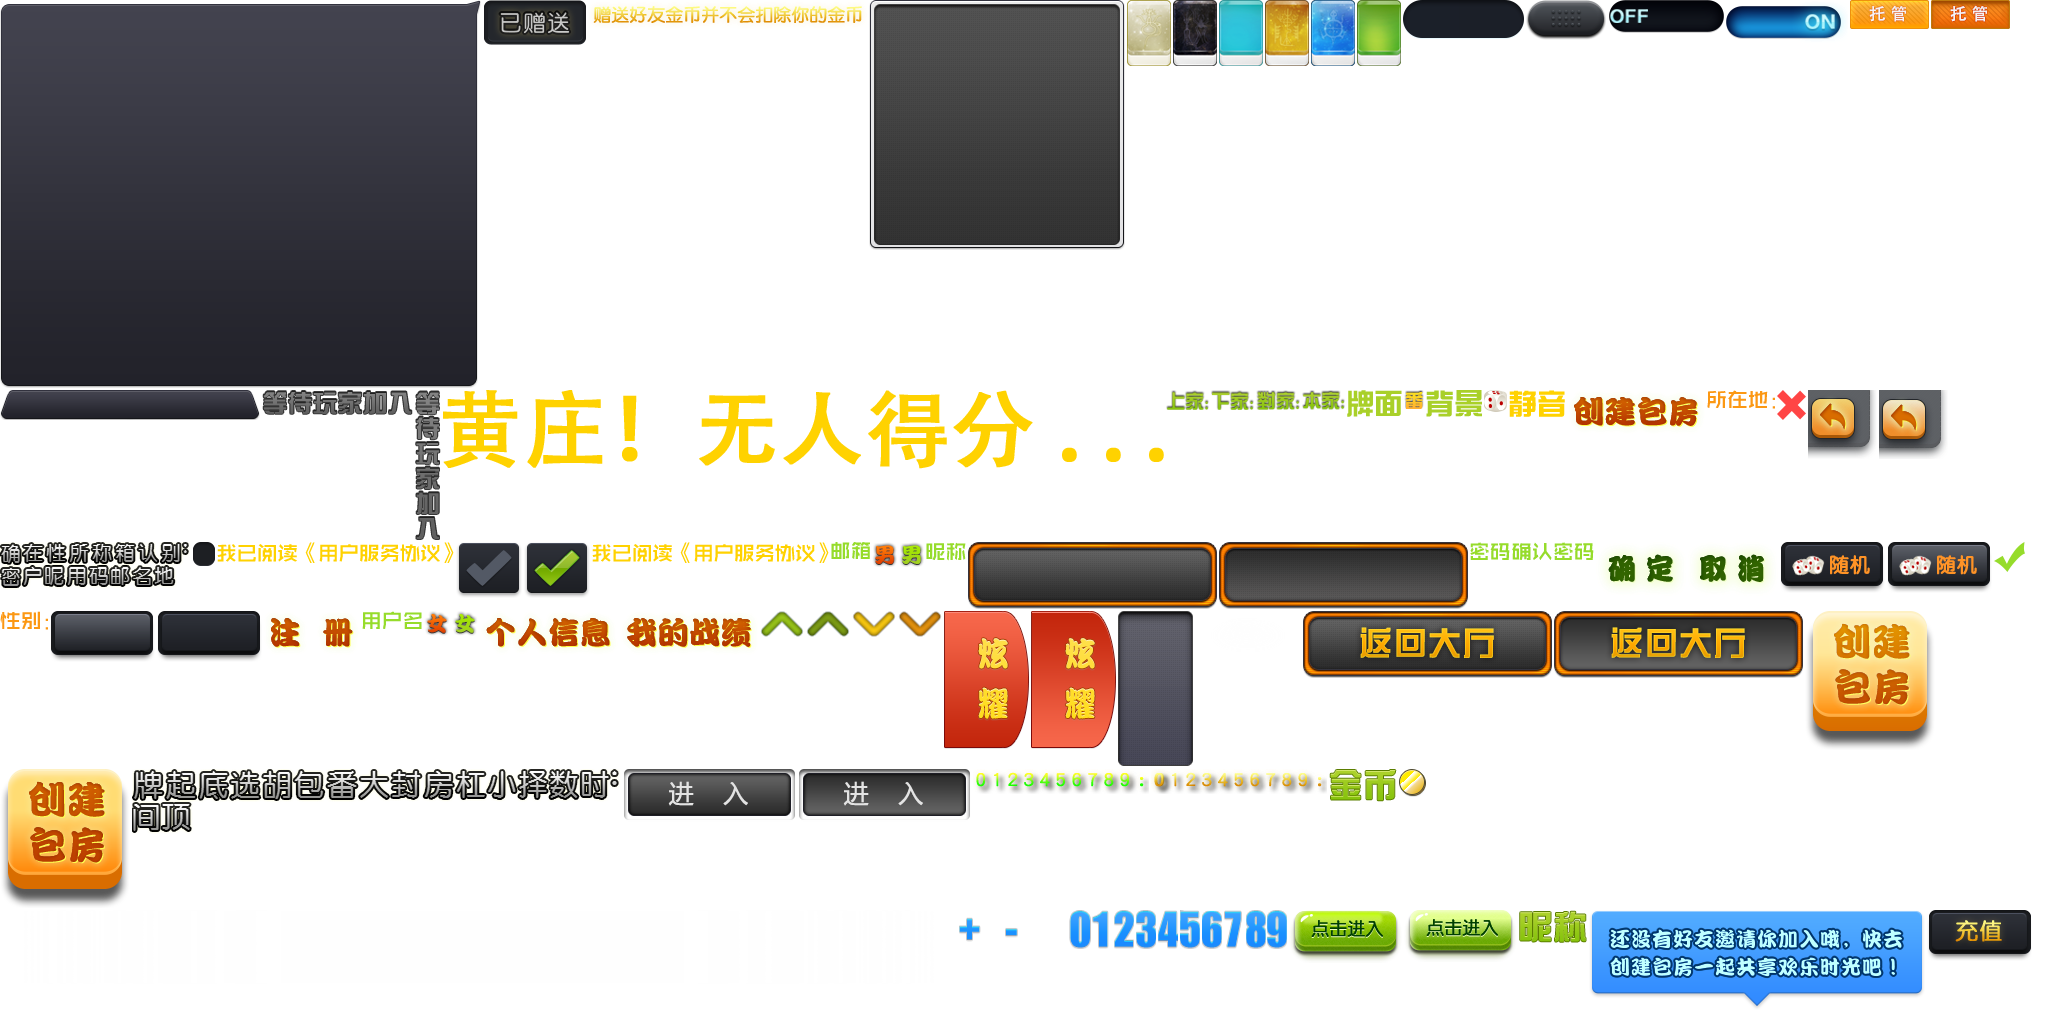 已赠送
赠送好友金币并不会扣除你的金币
OFF
ON
托管
托管
等待玩家加入
等待玩家加入
黄庄！无人得分...
上家:下家:对家:本家:
牌面
番
背景
静音
创建包房
所在地:
确在性所称箱认别:
密户昵用码邮名地
我已阅读《用户服务协议》
我已阅读《用户服务协议》
邮箱
男
男
昵称
密码确认密码
确定
取消
随机
随机
性别:
注册
用户名
女
女
个人信息
我的战绩
炫耀
炫耀
返回大厅
返回大厅
创建
包房
创建
包房
牌起底选胡包番大封房杠小择数时:
间顶
进入
进入
0123456789:
0123456789:
金币
+ -
0123456789
点击进入
点击进入
昵称
还没有好友邀请你加入哦，快去
创建包房一起共享欢乐时光吧！
充值